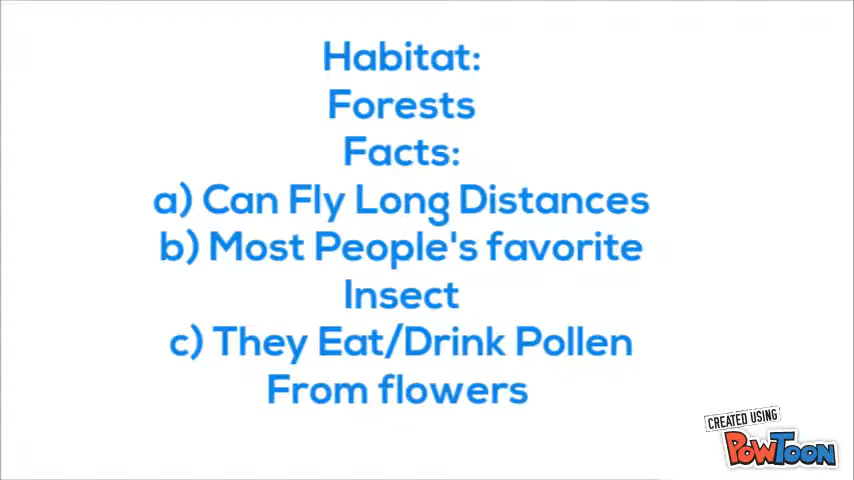 Habitat:
Forests
Facts:
a) Can Fly Long Distances
b) Most People's favorite
Insect
c) They Eat/Drink Pollen
From flowers
CREATED USING
POWTOON